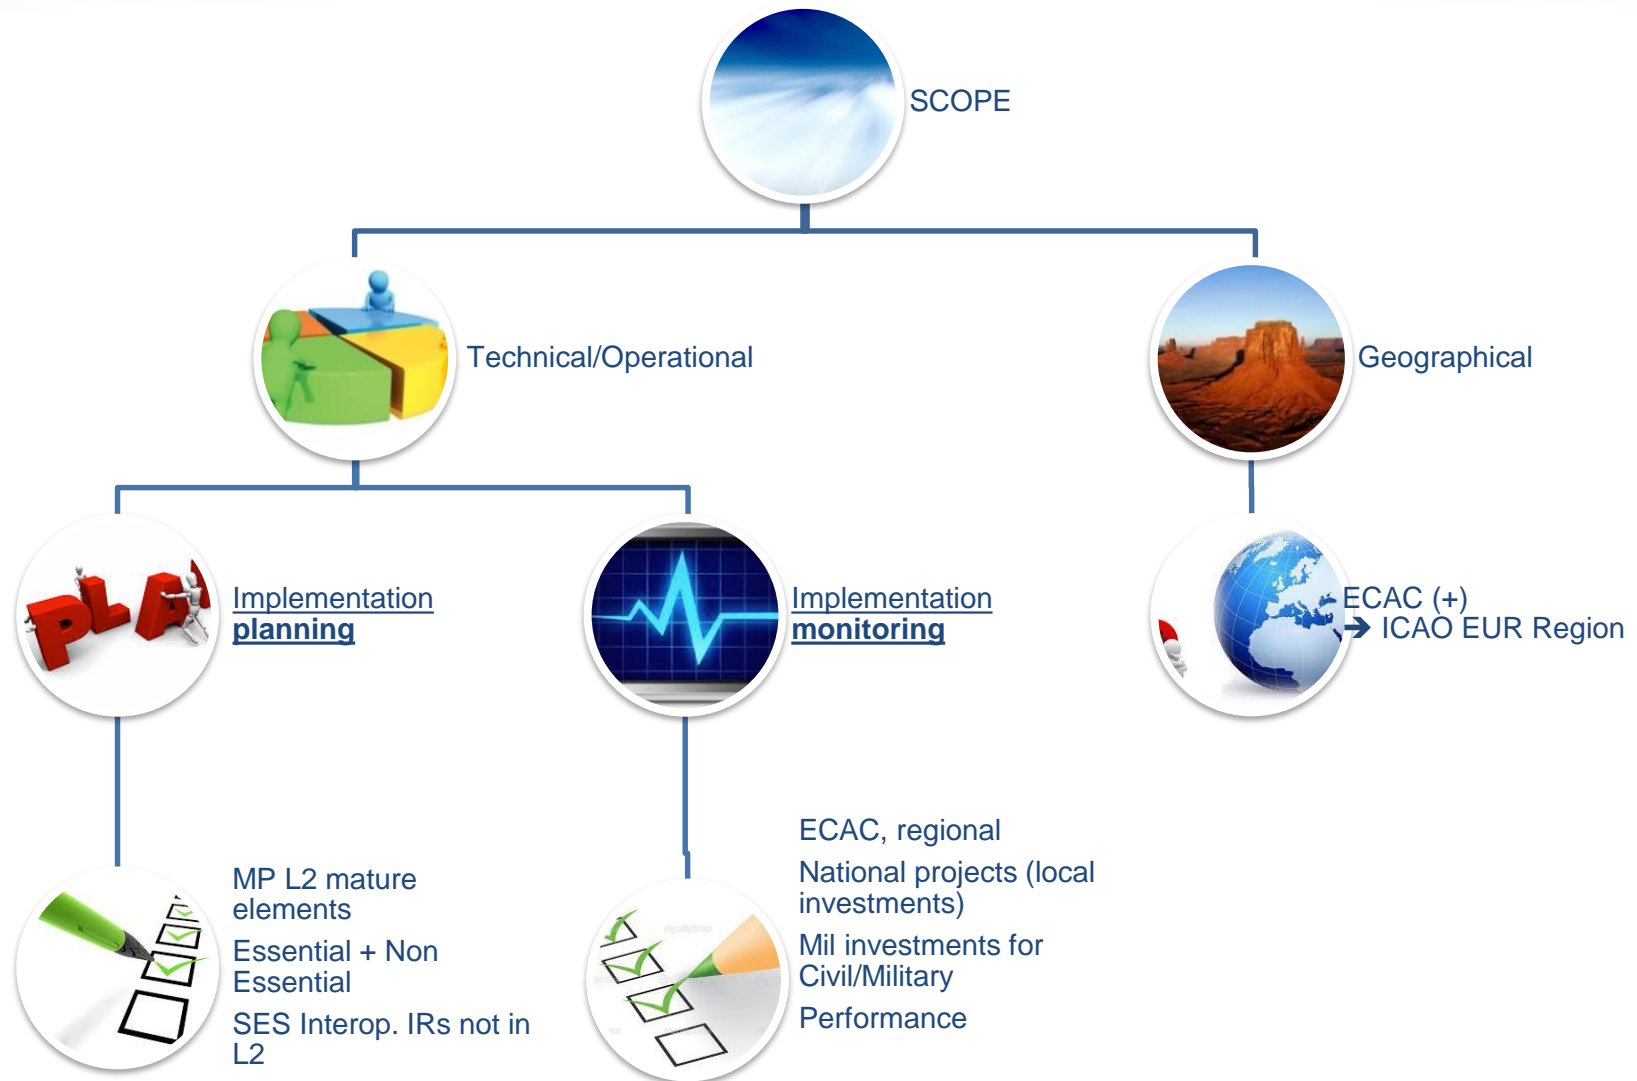 SCOPE
Technical/Operational
Geographical
PLA
Implementation
planning
Implementation
monitoring
ECAC (+)
➔ ICAO EUR Region
MP L2 mature
elements
Essential + Non
Essential
SES Interop. IRs not in
L2
ECAC, regional
National projects (local
investments)
Mil investments for
Civil/Military
Performance